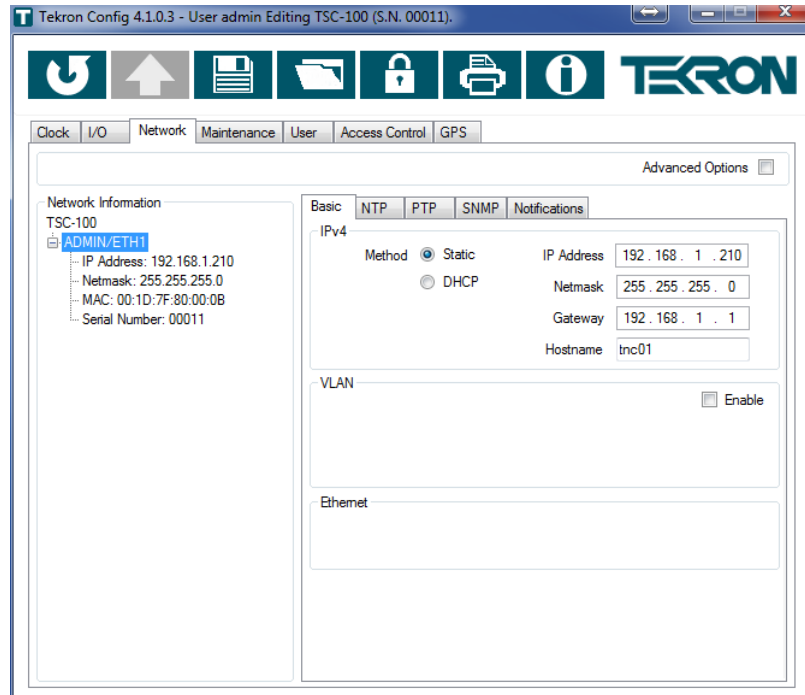 Tekron Config 4.1.0.3 - User admin Editing TSC-100 (S.N. 00011).
TEKRON
Clock I/O Network Maintenance User Access Control GPS
Advanced Options
Network Information
TSC-100
ADMIN/ETH1
IP Address: 192.168.1.210
Netmask: 255.255.255.0
MAC: 00:1D:7F:80:00:0B
Serial Number: 00011
Basic NTP PTP SNMP Notifications
IPv4
Method Static IP Address 192 . 168 . 1 . 210
DHCP Netmask 255 . 255 . 255 . 0
Gateway 192 . 168 . 1 . 1
Hostname tnc01
VLAN
Enable
Ethernet